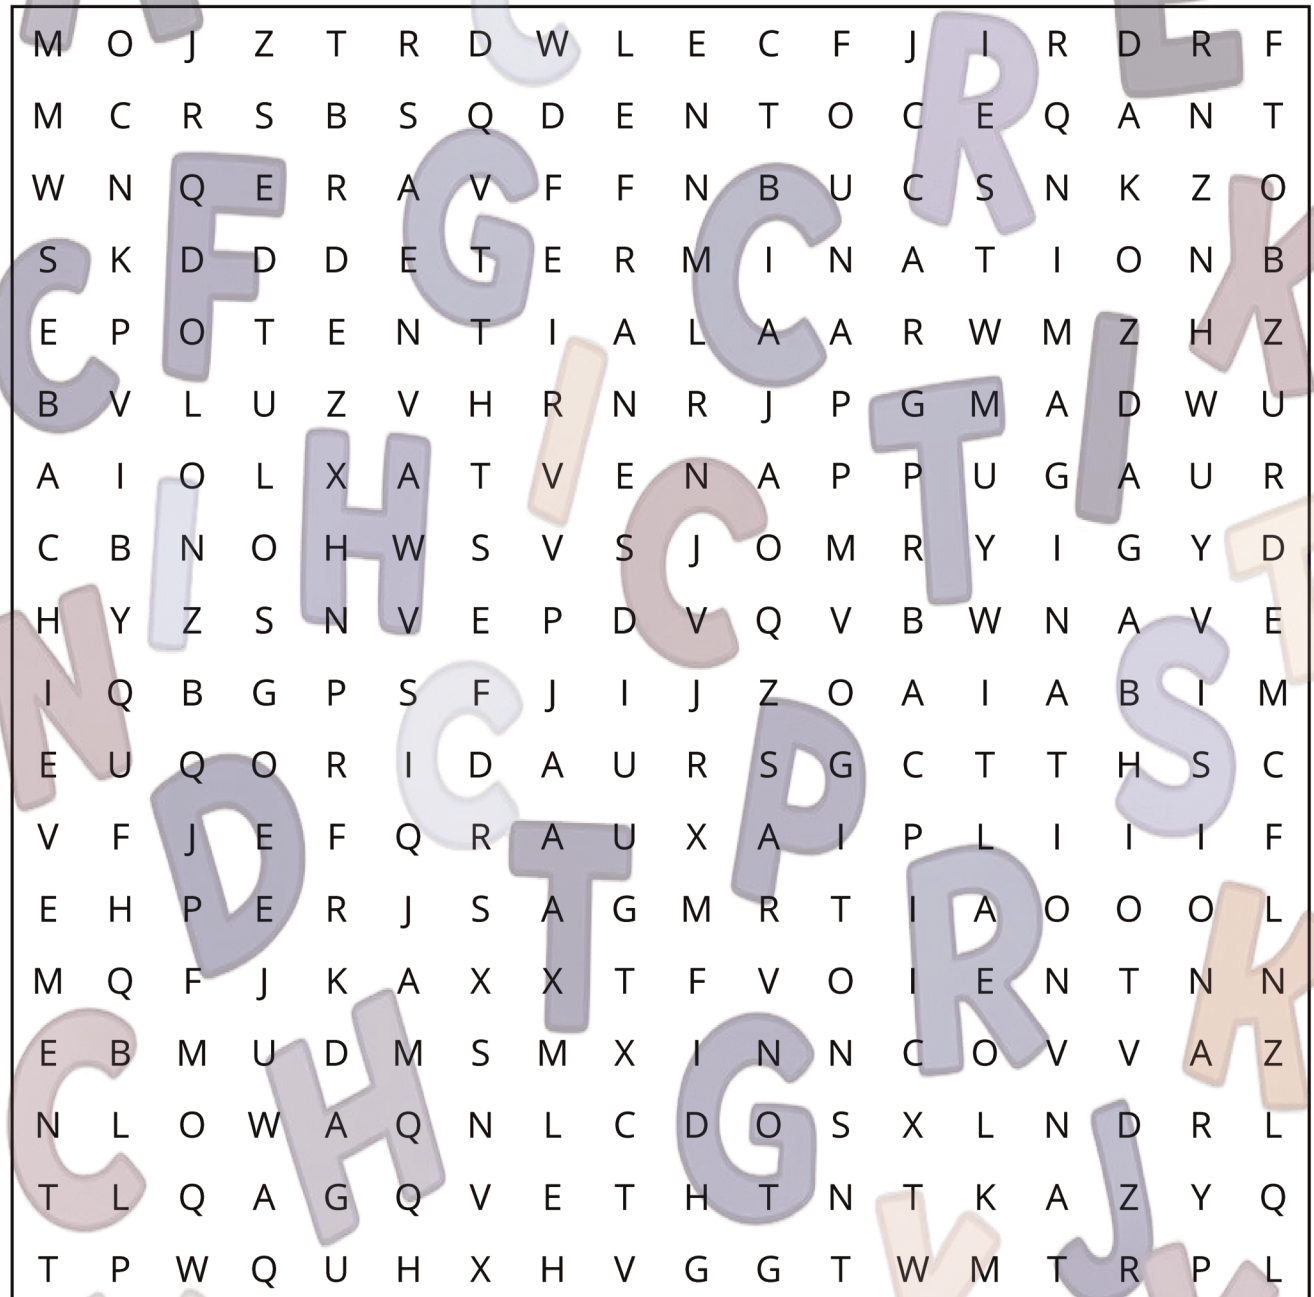 M O J Z T R D W L E C F J I R D R F
M C R S B S Q D E N T O C E Q A N T
W N Q E R A V F F N B U C S N K Z O
S K D D D E T E R M I N A T I O N B
E P O T E N T I A L A A R W M Z H Z
B V L U Z V H R N R J P G M A D W U
A I O L X A T V E N A P P U G A U R
C B N O H W S V S J O M R Y I G Y D
H Y Z S N V E P D V Q V B W N A V E
I Q B G P S F J I J Z O A I A B I M
E U Q O R I D A U R S G C T T H S C
V F J E F Q R A U X A I P L I I I F
E H P E R J S A G M R T I A O O O L
M Q F J K A X X T F V O I E N T N N
E B M U D M S M X I N N C O V V A Z
N L O W A Q N L C D O S X L N D R L
T L Q A G Q V E T H T N T K A Z Y Q
T P W Q U H X H V G G T W M T R P L